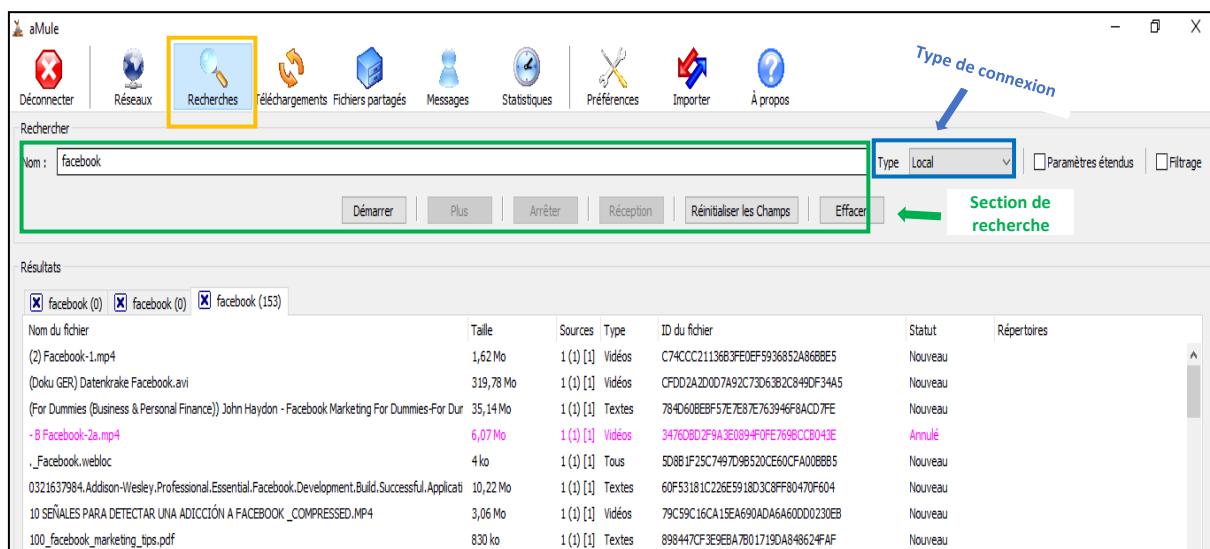 aMule
Type de connexion
Déconnecter Réseaux Recherches Téléchargements Fichiers partagés Messages Statistiques Préférences Importer À propos
Rechercher
Nom : facebook Type Local Paramètres étendus Filtrage
Démarrer Plus Arrêter Réception Réinitialiser les Champs Effacer
Section de
recherche
Résultats
facebook (0) facebook (0) facebook (153)
Nom du fichier Taille Sources Type ID du fichier Statut Répertoires
(2) Facebook-1.mp4 1,62 Mo 1 (1) [1] Vidéos C74CCC21136B3FE0EF5936852A86BBE5 Nouveau
(Doku GER) Datenkrake Facebook.avi 319,78 Mo 1 (1) [1] Vidéos CFDD2A2D0D7A92C73D63B2C849DF34A5 Nouveau
(For Dummies (Business & Personal Finance)) John Haydon - Facebook Marketing For Dummies-For Dur 35,14 Mo 1 (1) [1] Textes 784D60BEBF57E7E87E763946F8ACD7FE Nouveau
- B Facebook-2a.mp4 6,07 Mo 1 (1) [1] Vidéos 3476DBD2F9A3E0894F0FE769BCCB043E Annulé
._Facebook.webloc 4 ko 1 (1) [1] Tous 5D8B1F25C7497D9B520CE60CFA00BBB5 Nouveau
0321637984.Addison-Wesley.Professional.Essential.Facebook.Development.Build.Successful.Applicati 10,22 Mo 1 (1) [1] Textes 60F53181C226E5918D3C8FF80470F604 Nouveau
10 SEÑALES PARA DETECTAR UNA ADICCIÓN A FACEBOOK _COMPRESSED.MP4 3,06 Mo 1 (1) [1] Vidéos 79C59C16CA15EA690ADA6A60DD0230EB Nouveau
100_facebook_marketing_tips.pdf 830 ko 1 (1) [1] Textes 898447CF3E9EBA7B01719DA848624FAF Nouveau